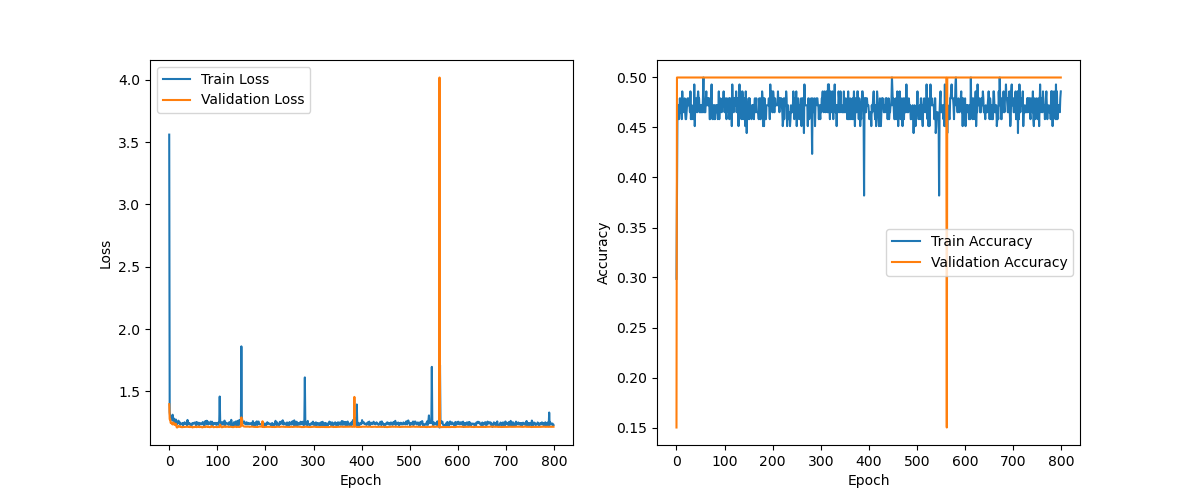 4.0
3.5
3.0
2.5
2.0
1.5
Loss
Train Loss
Validation Loss
0 100 200 300 400 500 600 700 800
Epoch
0.50
0.45
0.40
0.35
0.30
0.25
0.20
0.15
Accuracy
Train Accuracy
Validation Accuracy
0 100 200 300 400 500 600 700 800
Epoch